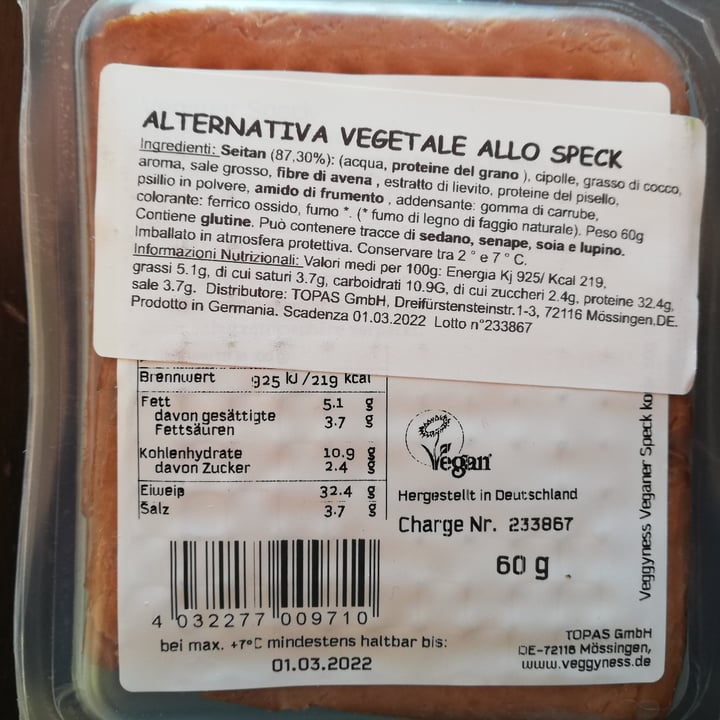 ALTERNATIVA VEGETALE ALLO SPECK
Ingredienti: Seitan (87,30%): (acqua, proteine del grano ), cipolle, grasso di cocco,
aroma, sale grosso, fibre di avena , estratto di lievito, proteine del pisello,
psillio in polvere, amido di frumento , addensante: gomma di carrube,
colorante: ferrico ossido, fumo *. (* fumo di legno di faggio naturale). Peso 60g
Contiene glutine. Può contenere tracce di sedano, senape, soia e lupino.
Imballato in atmosfera protettiva. Conservare tra 2 ° e 7 ° C.
Informazioni Nutrizionali: Valori medi per 100g: Energia Kj 925/ Kcal 219,
grassi 5.1g, di cui saturi 3.7g, carboidrati 10.9G, di cui zuccheri 2.4g, proteine 32.4g,
sale 3.7g. Distributore: TOPAS GmbH, Dreifürstensteinstr.1-3, 72116 Mössingen,DE.
Prodotto in Germania. Scadenza 01.03.2022 Lotto n°233867
Brennwert 925 kJ /219 kcal
Fett 5.1 g
davon gesättigte
Fettsäuren 3.7 g
Kohlenhydrate 10.9 g
davon Zucker 2.4 g
Eiweiß 32.4 g
Salz 3.7 g
Vegan
Hergestellt in Deutschland
Charge Nr. 233867
60 g
Veggyness Veganer Speck
4 032277 009710
bei max. +7°C mindestens haltbar bis:
01.03.2022
TOPAS GmbH
DE-72116 Mössingen,
www.veggyness.de